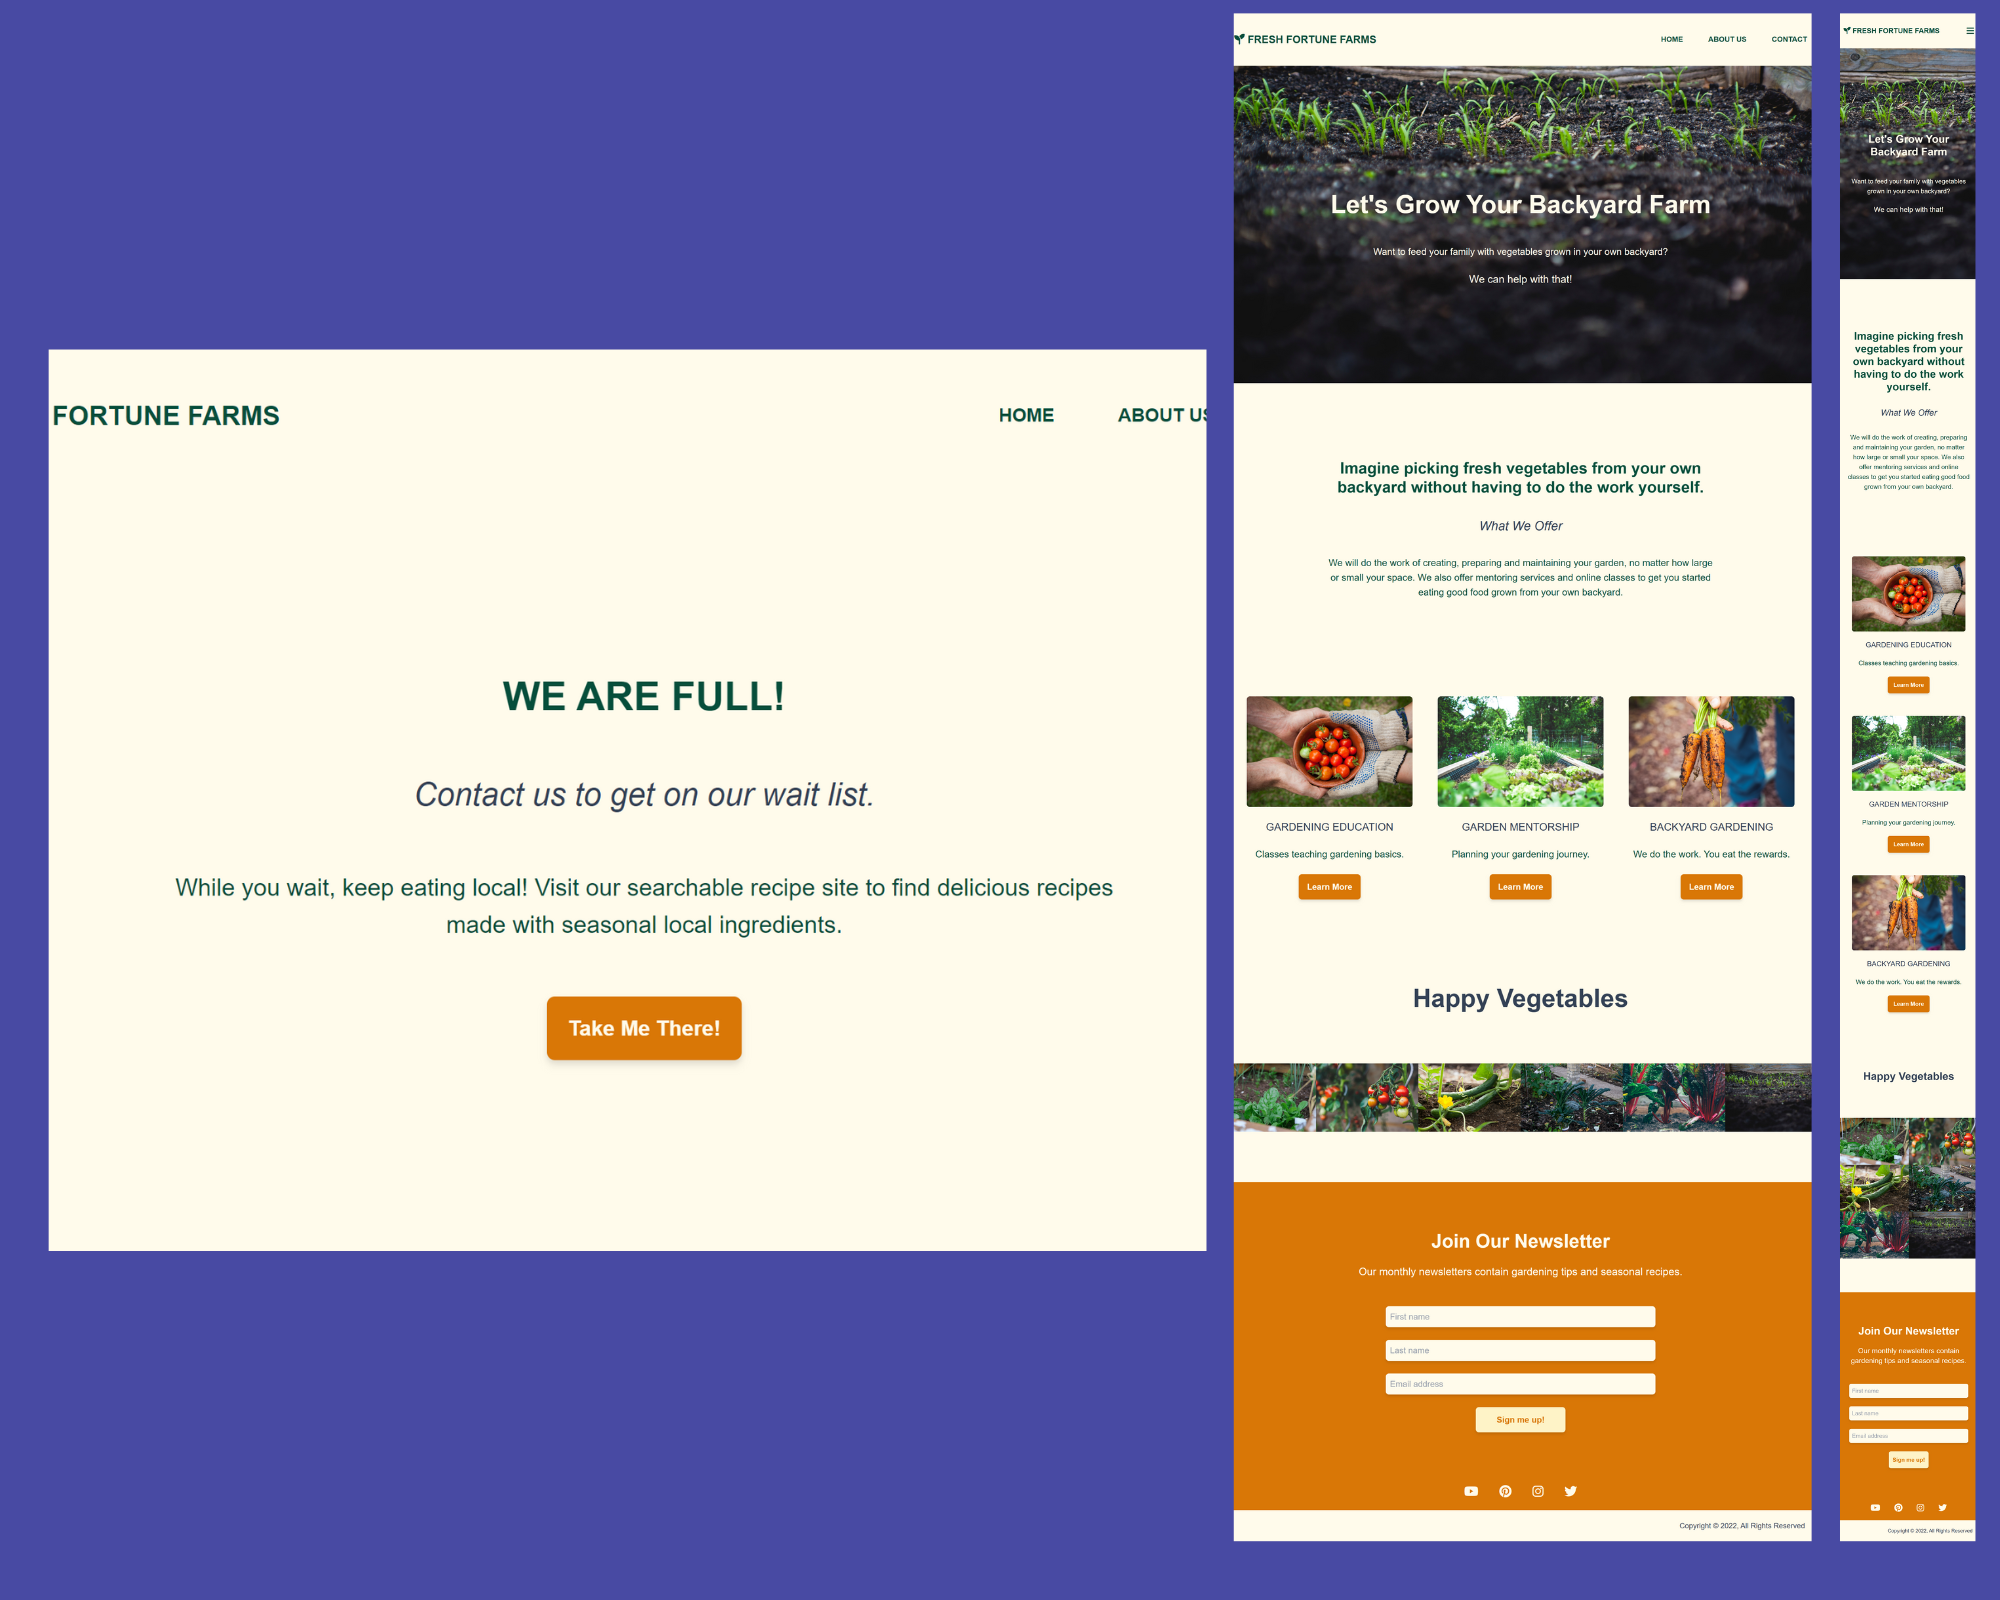 FORTUNE FARMS
HOME
ABOUT US
WE ARE FULL!
Contact us to get on our wait list.
While you wait, keep eating local! Visit our searchable recipe site to find delicious recipes
made with seasonal local ingredients.
Take Me There!
FRESH FORTUNE FARMS
HOME
ABOUT US
CONTACT
Let's Grow Your Backyard Farm
Want to feed your family with vegetables grown in your own backyard?
We can help with that!
Imagine picking fresh vegetables from your own
backyard without having to do the work yourself.
What We Offer
We will do the work of creating, preparing and maintaining your garden, no matter how large
or small your space. We also offer mentoring services and online classes to get you started
eating good food grown from your own backyard.
GARDENING EDUCATION
Classes teaching gardening basics.
Learn More
GARDEN MENTORSHIP
Planning your gardening journey.
Learn More
BACKYARD GARDENING
We do the work. You eat the rewards.
Learn More
Happy Vegetables
Join Our Newsletter
Our monthly newsletters contain gardening tips and seasonal recipes.
First name
Last name
Email address
Sign me up!
Copyright © 2022, All Rights Reserved
FRESH FORTUNE FARMS
Let's Grow Your
Backyard Farm
Want to feed your family with vegetables
grown in your own backyard?
We can help with that!
Imagine picking fresh
vegetables from your
own backyard without
having to do the work
yourself.
What We Offer
We will do the work of creating, preparing
and maintaining your garden, no matter
how large or small your space. We also
offer mentoring services and online
classes to get you started eating good food
grown from your own backyard.
GARDENING EDUCATION
Classes teaching gardening basics.
Learn More
GARDEN MENTORSHIP
Planning your gardening journey.
Learn More
BACKYARD GARDENING
We do the work. You eat the rewards.
Learn More
Happy Vegetables
Join Our Newsletter
Our monthly newsletters contain
gardening tips and seasonal recipes.
First name
Last name
Email address
Sign me up!
Copyright © 2022, All Rights Reserved